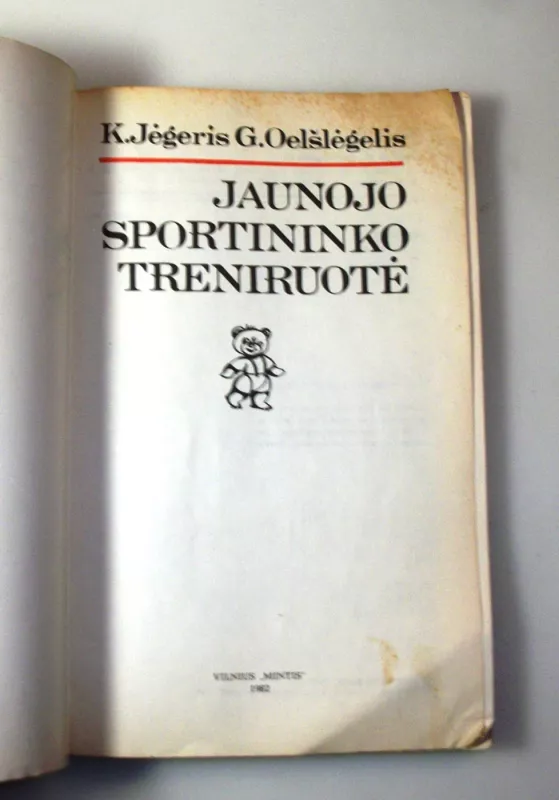 K.Jėgeris G.Oelšlėgelis
JAUNOJO
SPORTININKO
TRENIRUOTĖ
VILNIUS „MINTIS“
1982